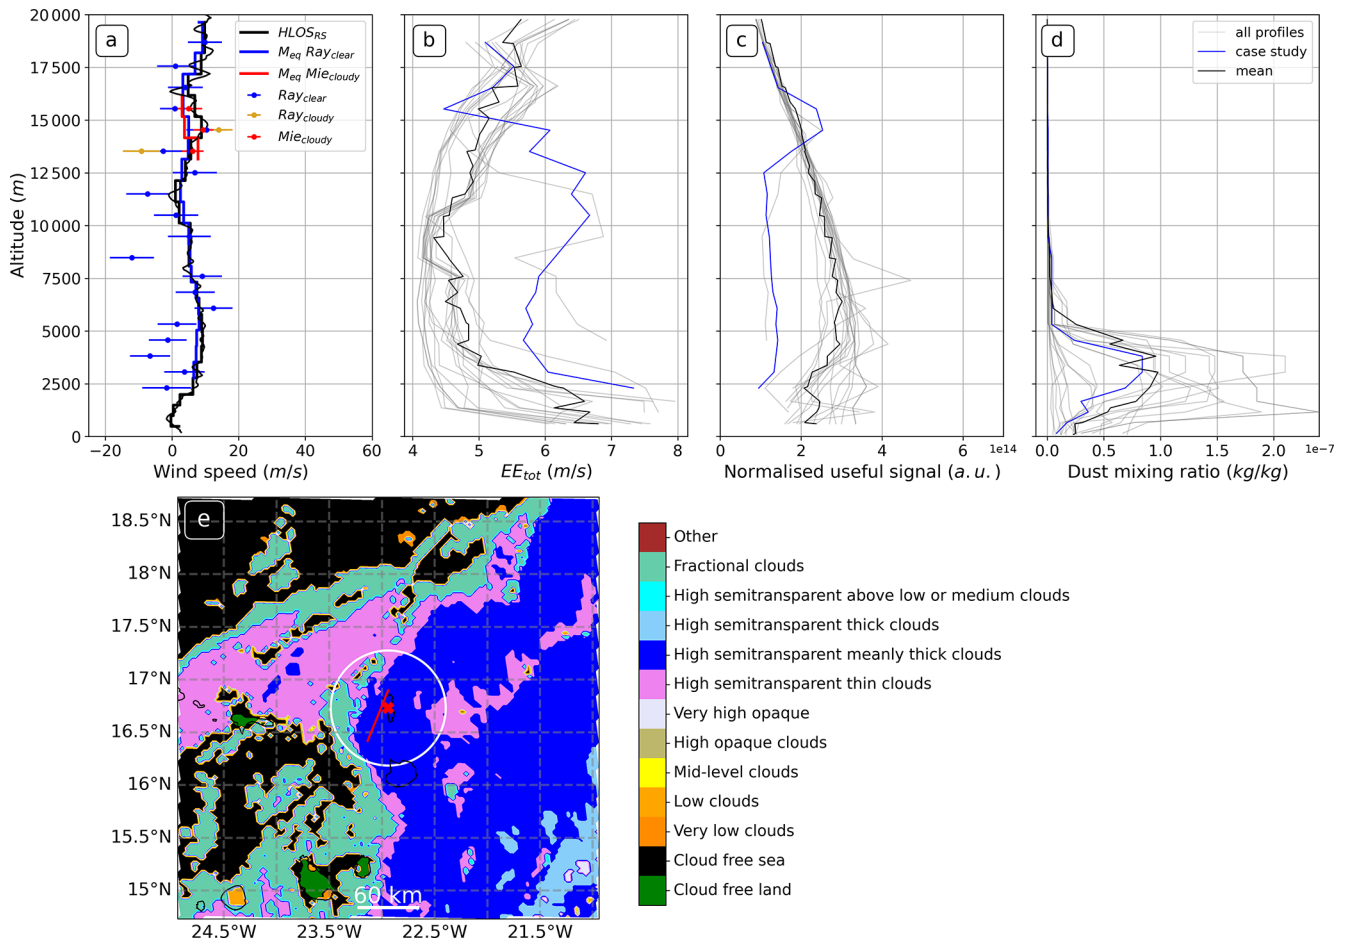 a
b
c
d
HLOS_RS
M_eq Ray_clear
M_eq Mie_cloudy
Ray_clear
Ray_cloudy
Mie_cloudy
all profiles
case study
mean
20000
17500
15000
12500
10000
7500
5000
2500
0
Altitude (m)
−20 0 20 40 60
Wind speed (m/s)
4 5 6 7 8
EE_tot (m/s)
0 2 4 6
1e14
Normalised useful signal (a.u.)
0.0 0.5 1.0 1.5 2.0
1e−7
Dust mixing ratio (kg/kg)
e
18.5°N
18°N
17.5°N
17°N
16.5°N
16°N
15.5°N
15°N
24.5°W 23.5°W 22.5°W 21.5°W
60 km
Other
Fractional clouds
High semitransparent above low or medium clouds
High semitransparent thick clouds
High semitransparent meanly thick clouds
High semitransparent thin clouds
Very high opaque
High opaque clouds
Mid-level clouds
Low clouds
Very low clouds
Cloud free sea
Cloud free land